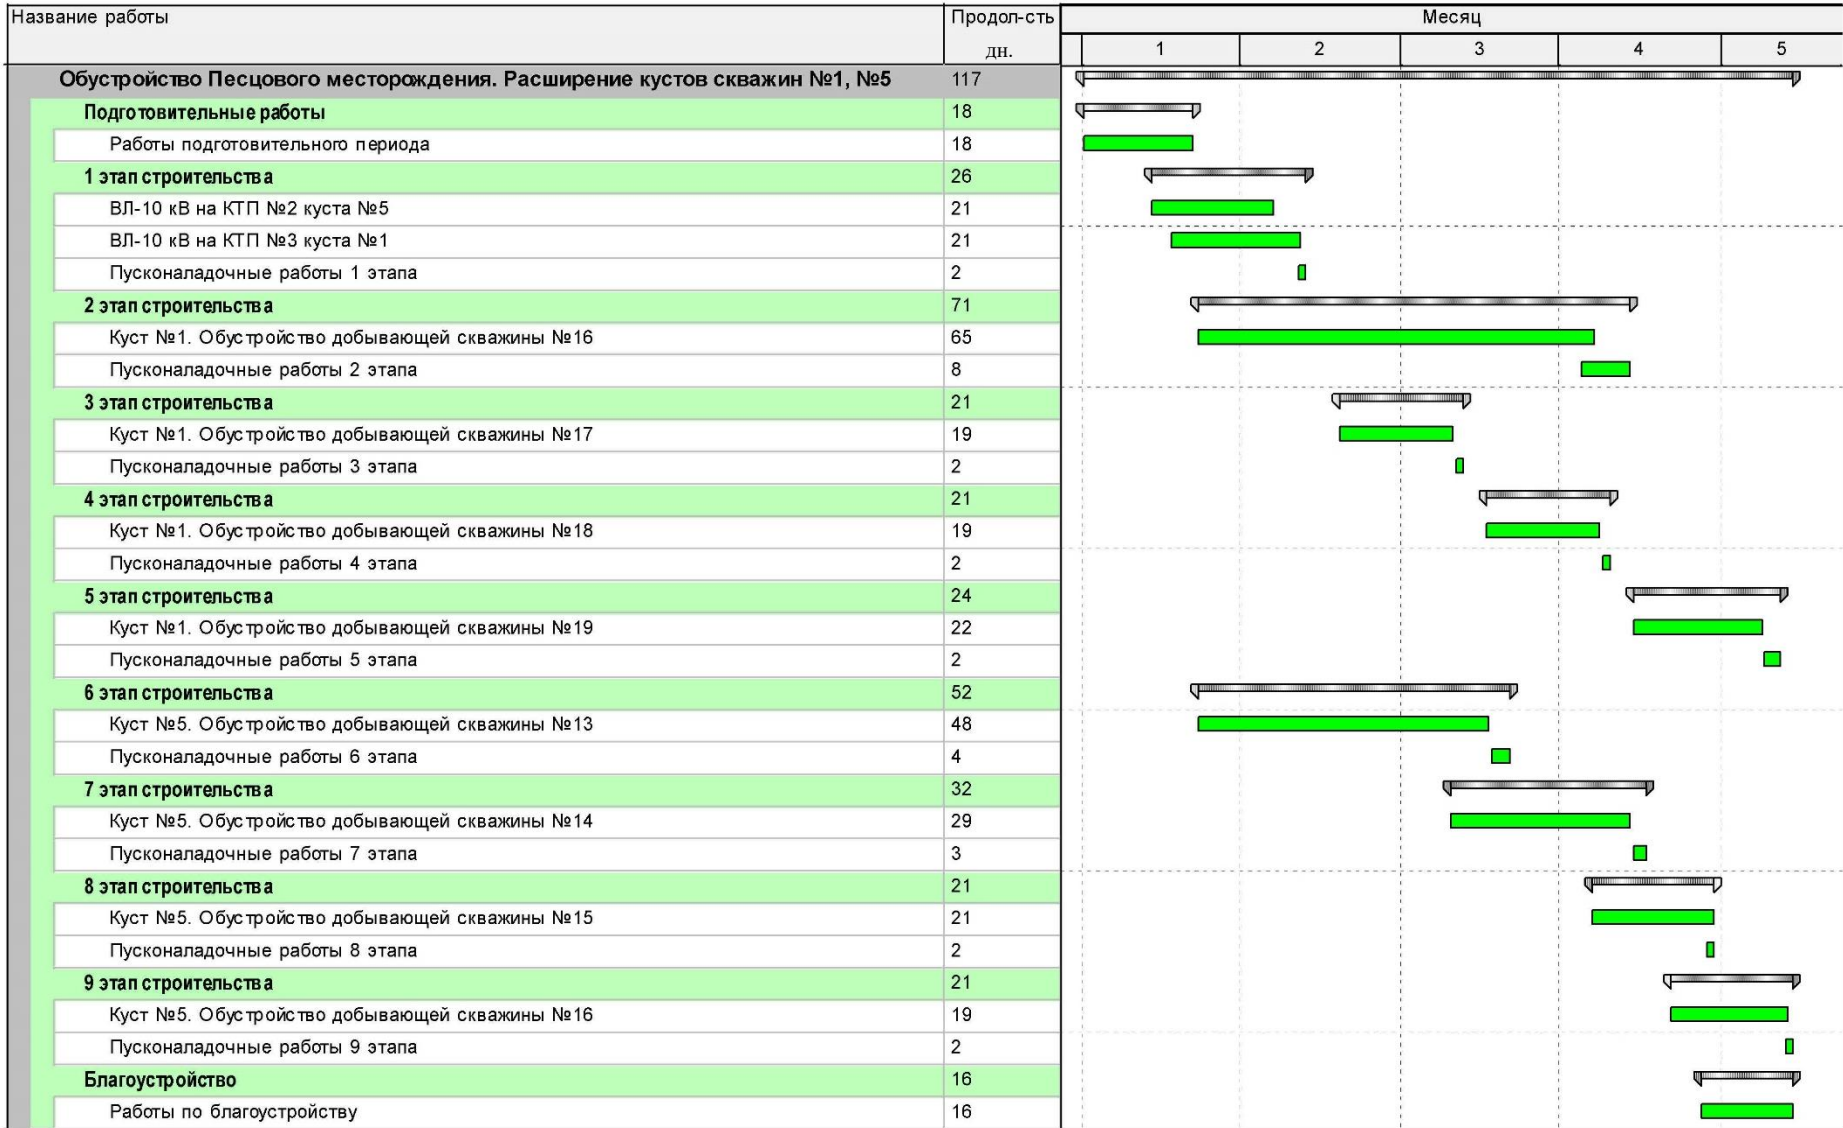 Название работы Продол-сть дн. Месяц
1 2 3 4 5
Обустройство Песцового месторождения. Расширение кустов скважин №1, №5 117
Подготовительные работы 18
Работы подготовительного периода 18
1 этап строительства 26
ВЛ-10 кВ на КТП №2 куста №5 21
ВЛ-10 кВ на КТП №3 куста №1 21
Пусконаладочные работы 1 этапа 2
2 этап строительства 71
Куст №1. Обустройство добывающей скважины №16 65
Пусконаладочные работы 2 этапа 8
3 этап строительства 21
Куст №1. Обустройство добывающей скважины №17 19
Пусконаладочные работы 3 этапа 2
4 этап строительства 21
Куст №1. Обустройство добывающей скважины №18 19
Пусконаладочные работы 4 этапа 2
5 этап строительства 24
Куст №1. Обустройство добывающей скважины №19 22
Пусконаладочные работы 5 этапа 2
6 этап строительства 52
Куст №5. Обустройство добывающей скважины №13 48
Пусконаладочные работы 6 этапа 4
7 этап строительства 32
Куст №5. Обустройство добывающей скважины №14 29
Пусконаладочные работы 7 этапа 3
8 этап строительства 21
Куст №5. Обустройство добывающей скважины №15 21
Пусконаладочные работы 8 этапа 2
9 этап строительства 21
Куст №5. Обустройство добывающей скважины №16 19
Пусконаладочные работы 9 этапа 2
Благоустройство 16
Работы по благоустройству 16